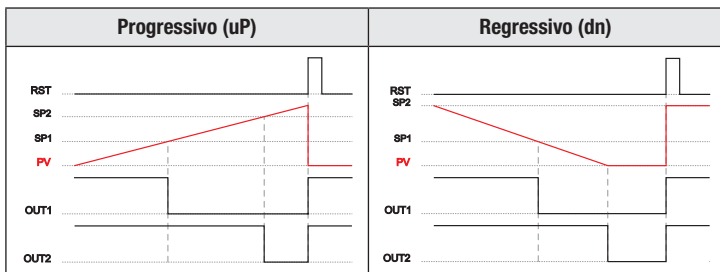 Progressivo (uP)
Regressivo (dn)
RST
SP2
SP1
PV
OUT1
OUT2
RST
SP2
SP1
PV
OUT1
OUT2